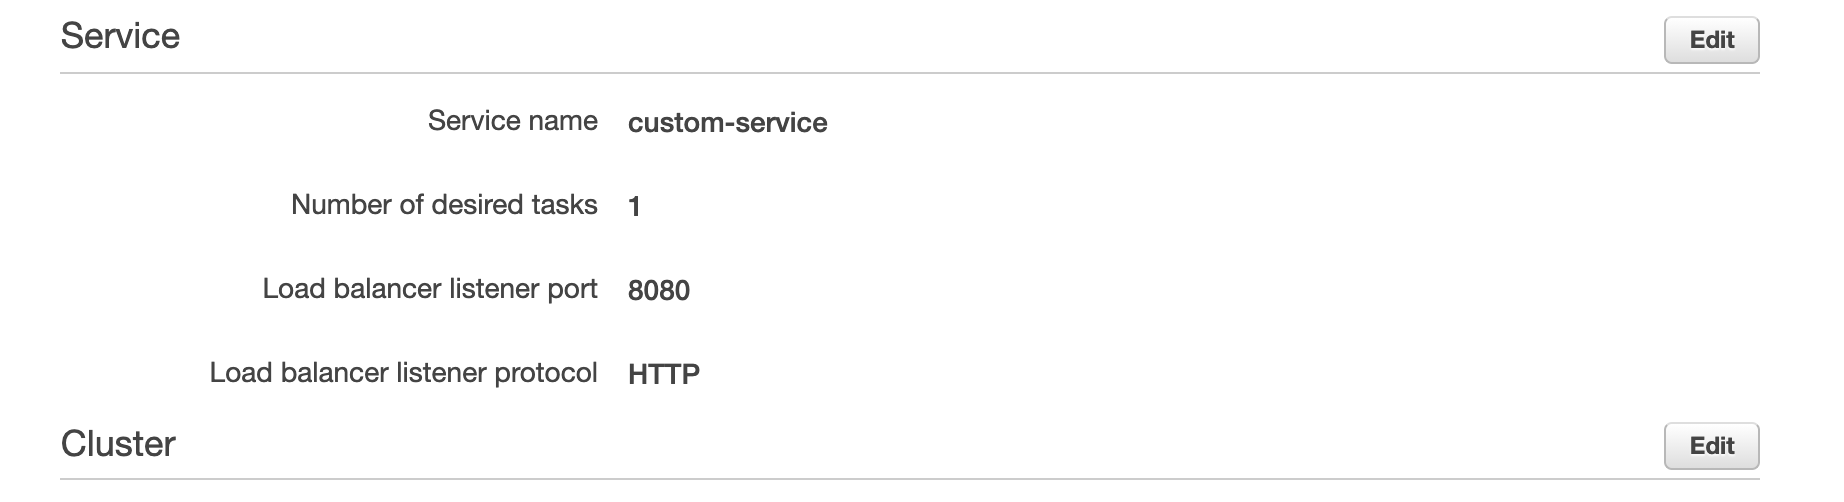 Service
Edit
Service name custom-service
Number of desired tasks 1
Load balancer listener port 8080
Load balancer listener protocol HTTP
Cluster
Edit